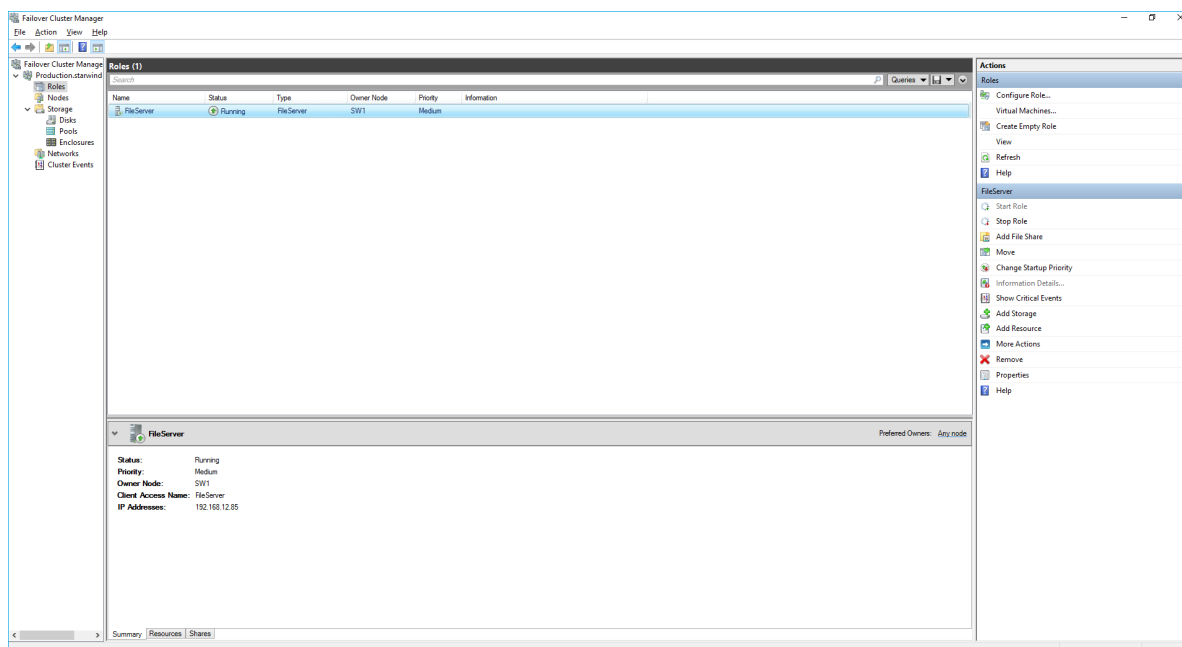 Failover Cluster Manager
File Action View Help
Failover Cluster Manage
Production.starwind
Roles
Nodes
Storage
Disks
Pools
Enclosures
Networks
Cluster Events
Roles (1)
Search
Queries
Name Status Type Owner Node Priority Information
FileServer Running FileServer SW1 Medium
FileServer
Preferred Owners: Any node
Status: Running
Priority: Medium
Owner Node: SW1
Client Access Name: FileServer
IP Addresses: 192.168.12.85
Summary Resources Shares
Actions
Roles
Configure Role...
Virtual Machines...
Create Empty Role
View
Refresh
Help
FileServer
Start Role
Stop Role
Add File Share
Move
Change Startup Priority
Information Details...
Show Critical Events
Add Storage
Add Resource
More Actions
Remove
Properties
Help